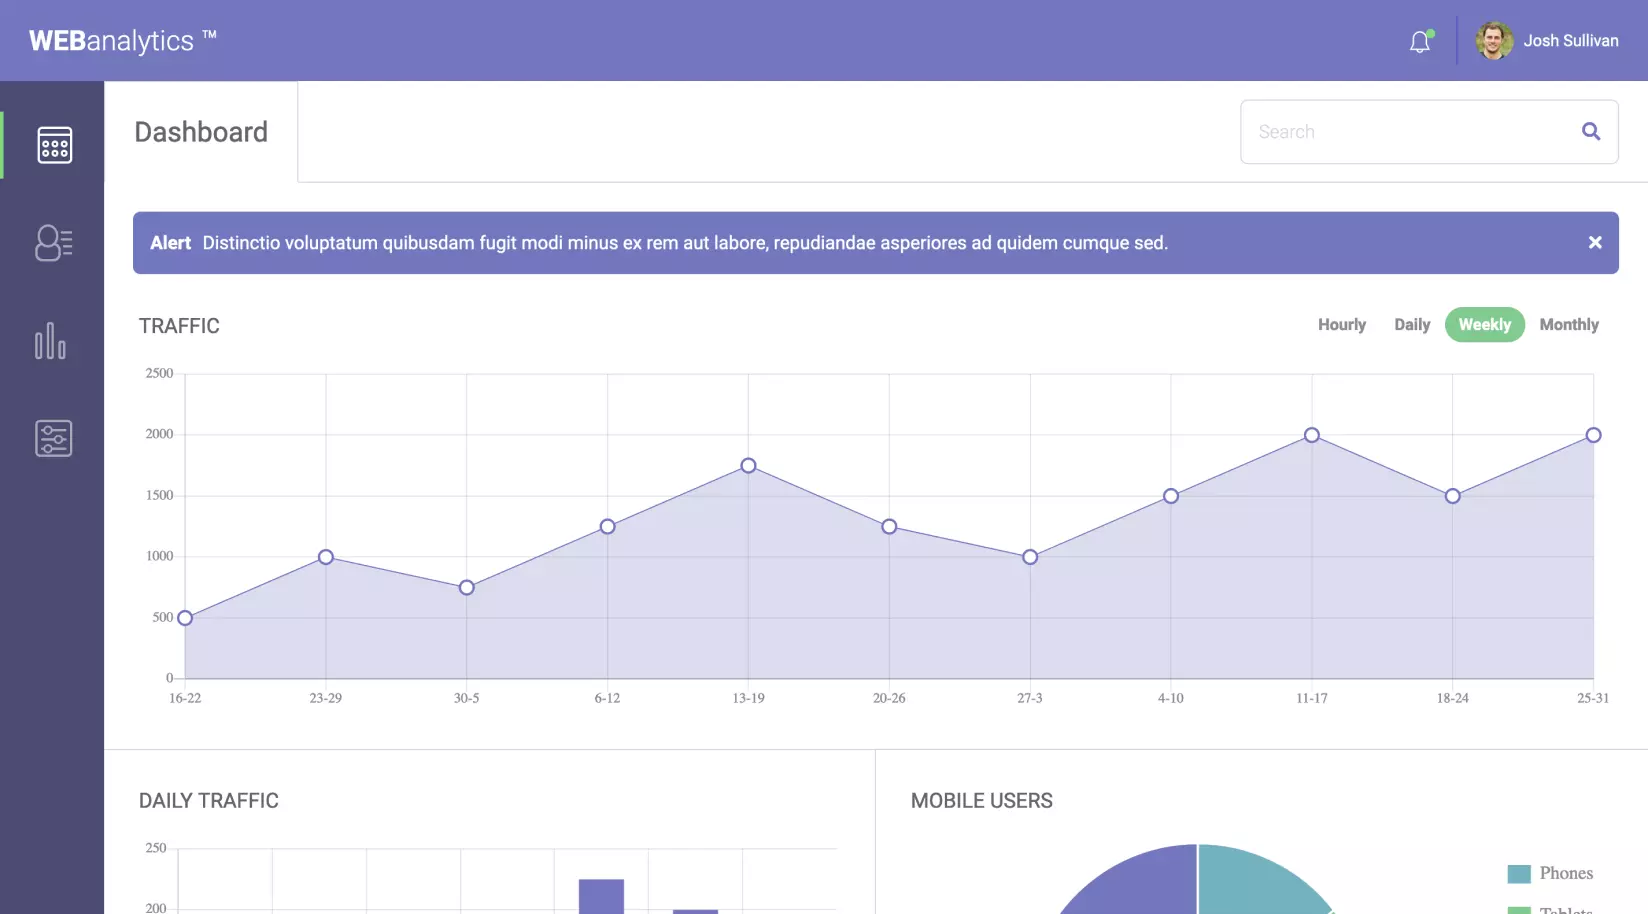 WEBanalytics ™
Josh Sullivan
Dashboard
Search
Alert Distinctio voluptatum quibusdam fugit modi minus ex rem aut labore, repudiandae asperiores ad quidem cumque sed.
TRAFFIC
Hourly Daily Weekly Monthly
2500
2000
1500
1000
500
0
16-22 23-29 30-5 6-12 13-19 20-26 27-3 4-10 11-17 18-24 25-31
DAILY TRAFFIC
250
200
MOBILE USERS
Phones
Tablets